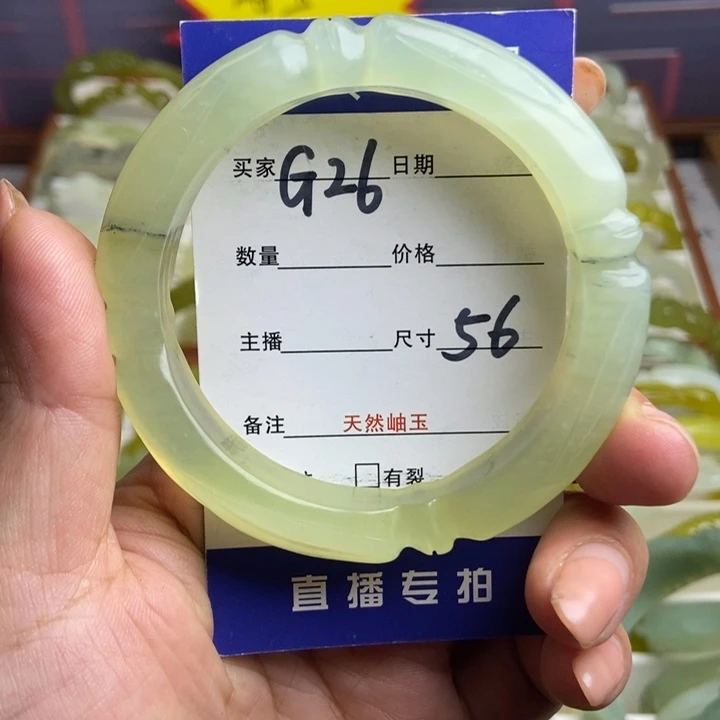 买家 G26 日期
数量 价格
主播 尺寸 56
备注 天然岫玉
有裂
直播专拍